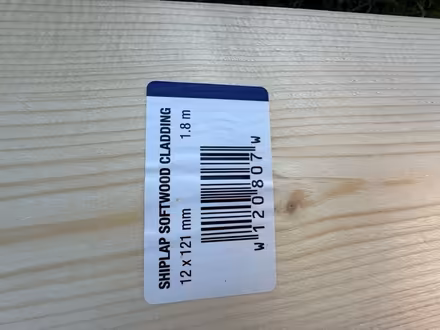 SHIPLAP SOFTWOOD CLADDING
12 x 121 mm 1.8 m
W120807W